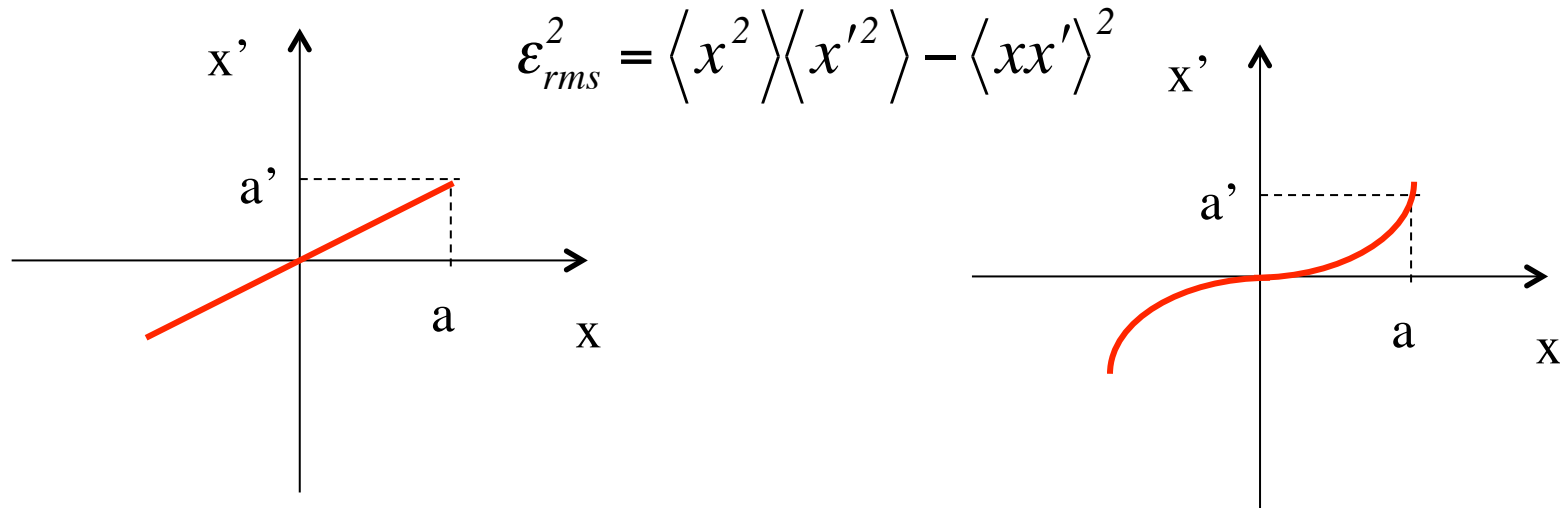 x’
ε²rms = ⟨x²⟩⟨x′²⟩ − ⟨xx′⟩²
x’
a’
a’
a
x
a
x